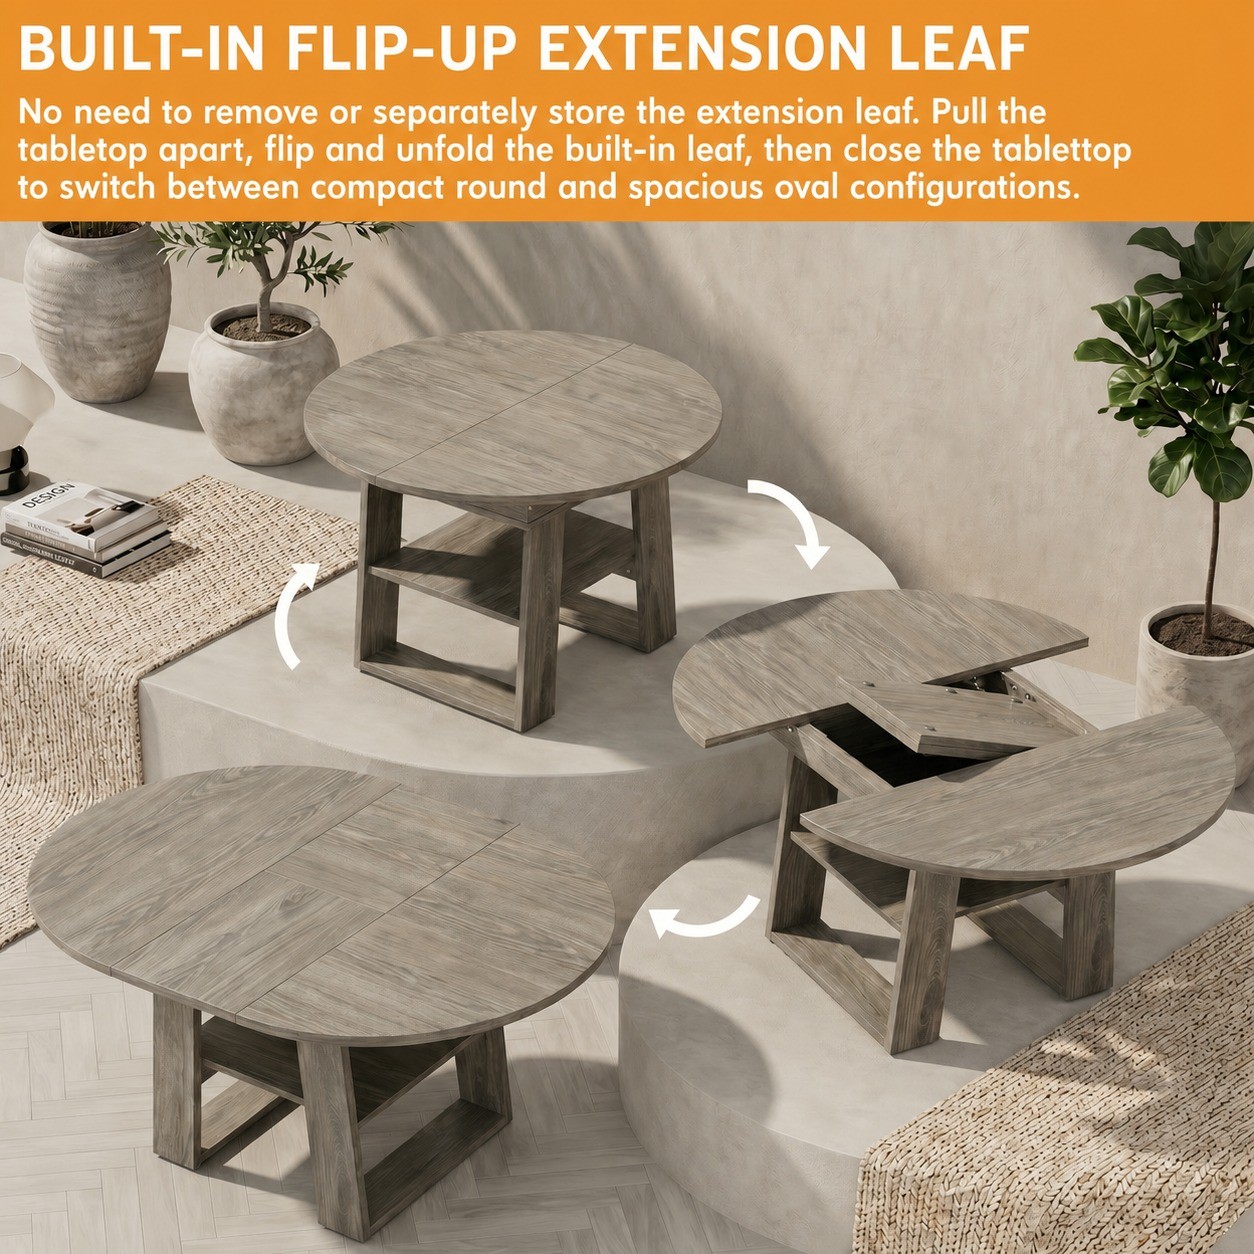 BUILT-IN FLIP-UP EXTENSION LEAF
No need to remove or separately store the extension leaf. Pull the
tabletop apart, flip and unfold the built-in leaf, then close the tablettop
to switch between compact round and spacious oval configurations.
DESIGN